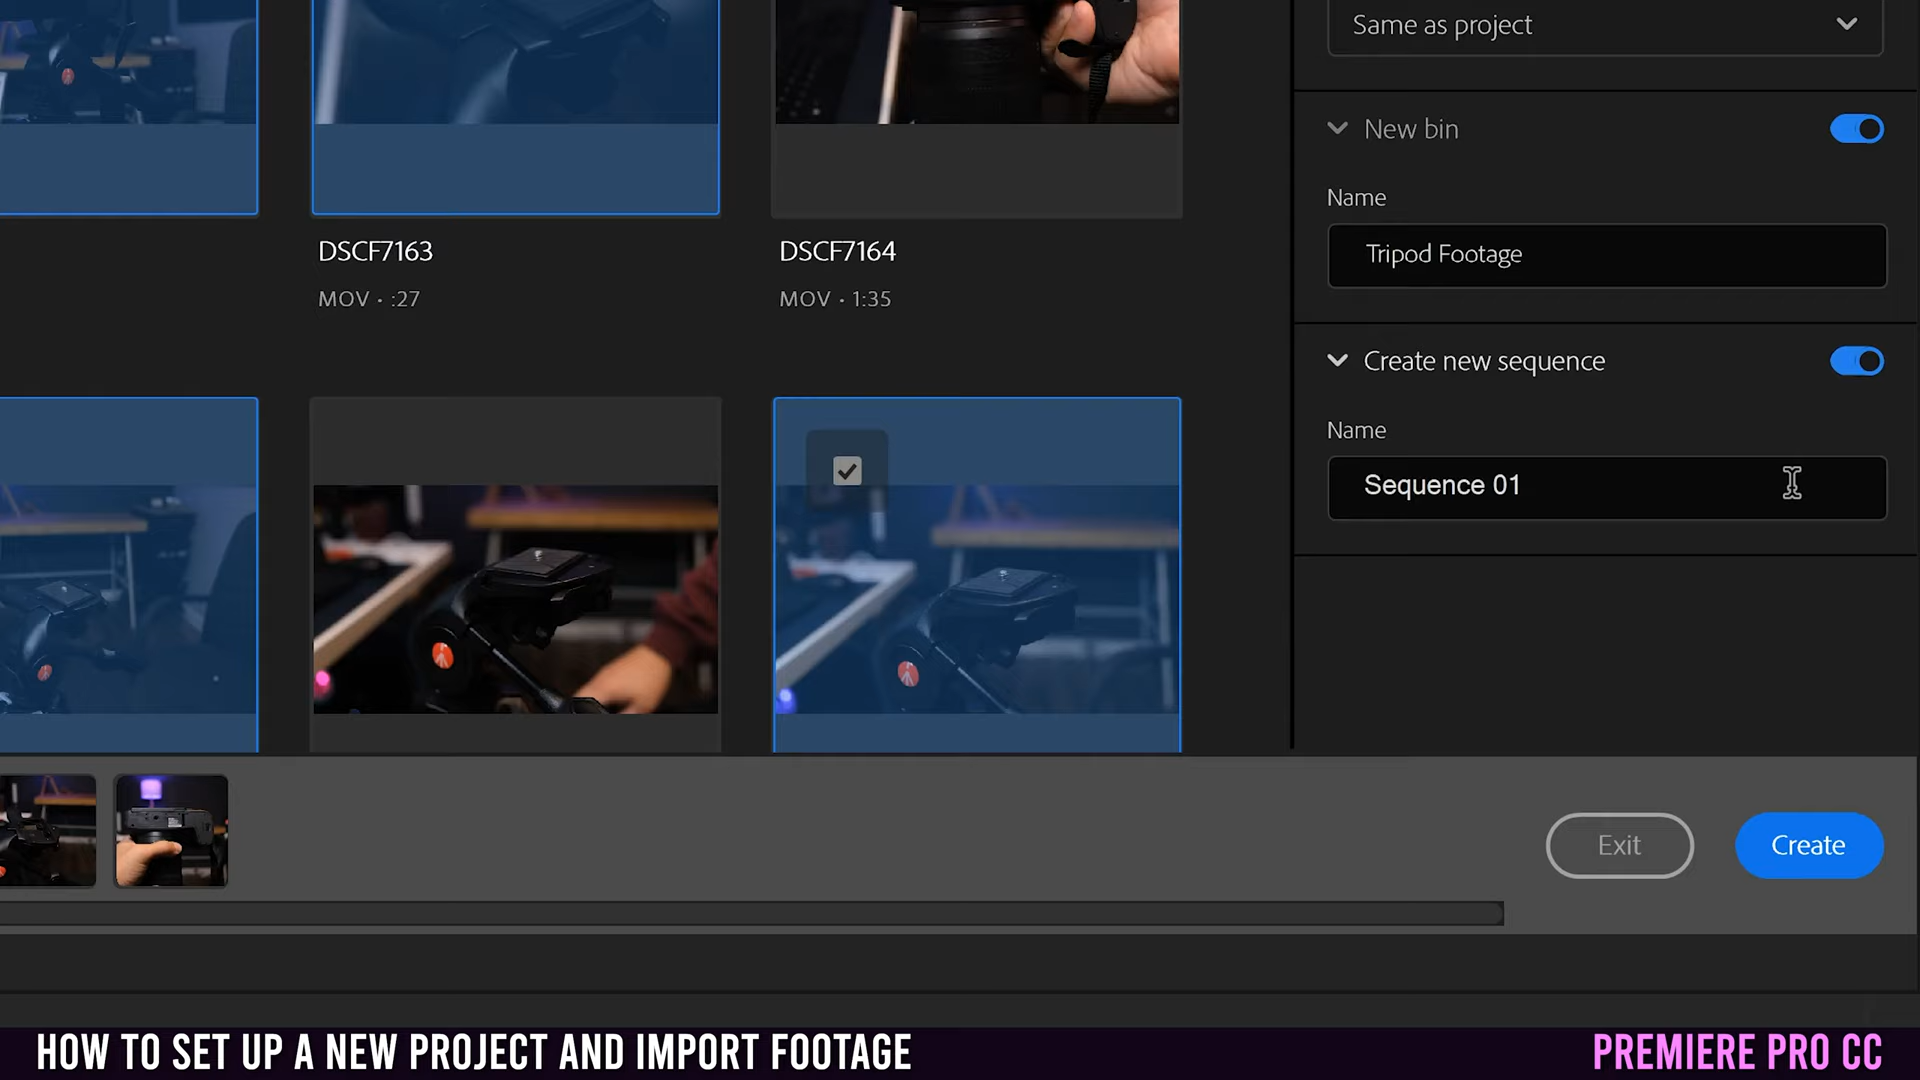 Same as project
New bin
Name
Tripod Footage
DSCF7163
MOV • :27
DSCF7164
MOV • 1:35
Create new sequence
Name
Sequence 01
Exit
Create
HOW TO SET UP A NEW PROJECT AND IMPORT FOOTAGE
PREMIERE PRO CC